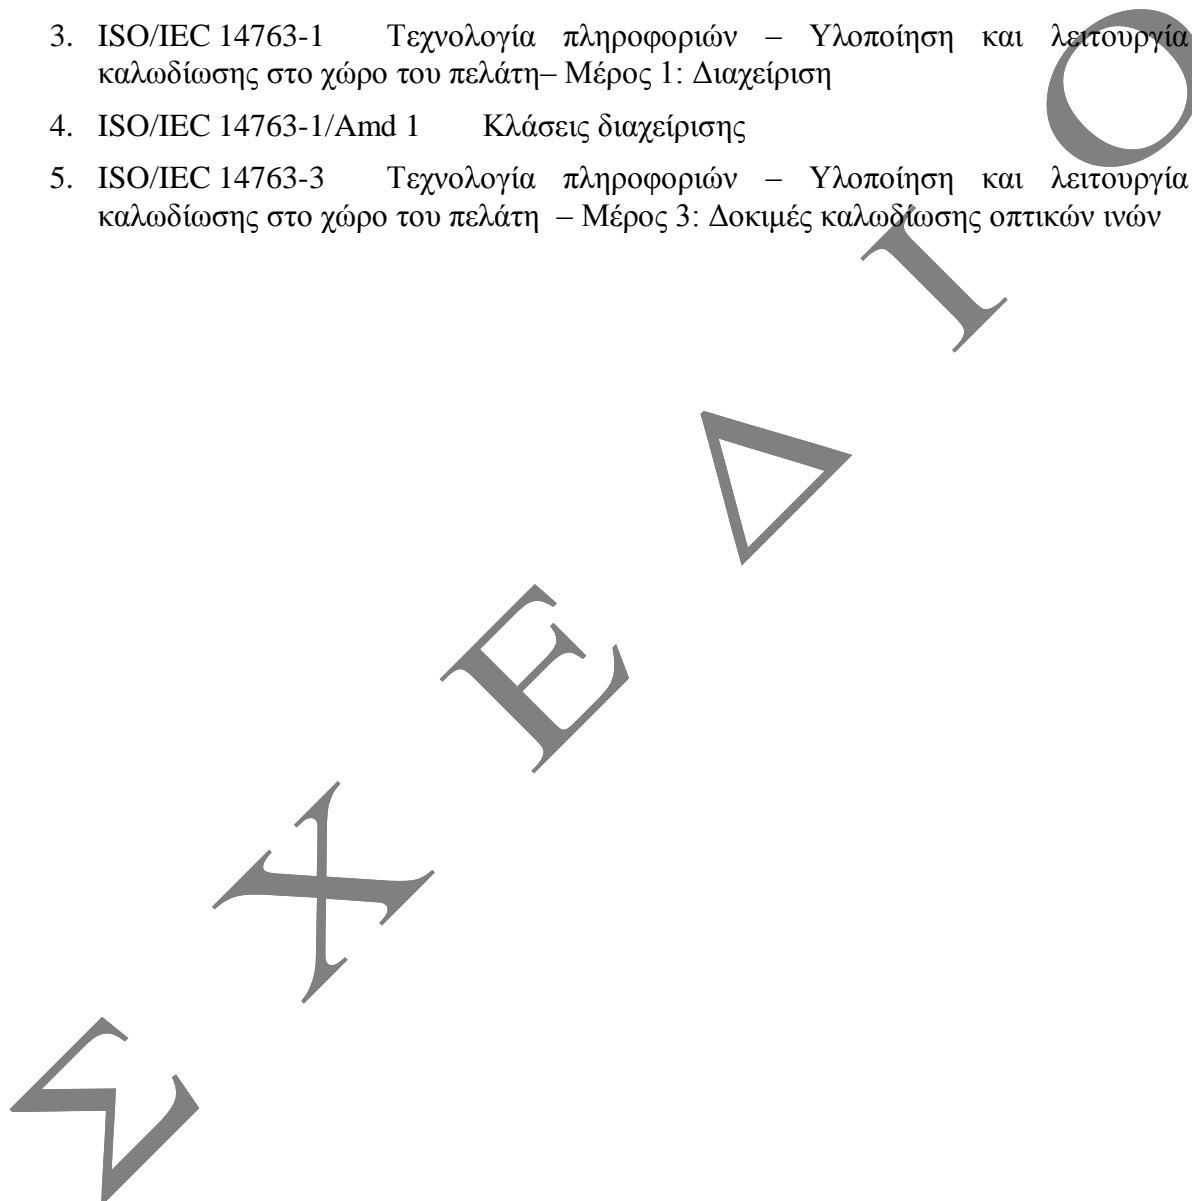 3. ISO/IEC 14763-1 Τεχνολογία πληροφοριών – Υλοποίηση και λειτουργία
καλωδίωσης στο χώρο του πελάτη– Μέρος 1: Διαχείριση
4. ISO/IEC 14763-1/Amd 1 Κλάσεις διαχείρισης
5. ISO/IEC 14763-3 Τεχνολογία πληροφοριών – Υλοποίηση και λειτουργία
καλωδίωσης στο χώρο του πελάτη – Μέρος 3: Δοκιμές καλωδίωσης οπτικών ινών
ΣΧΕΔΙΟ